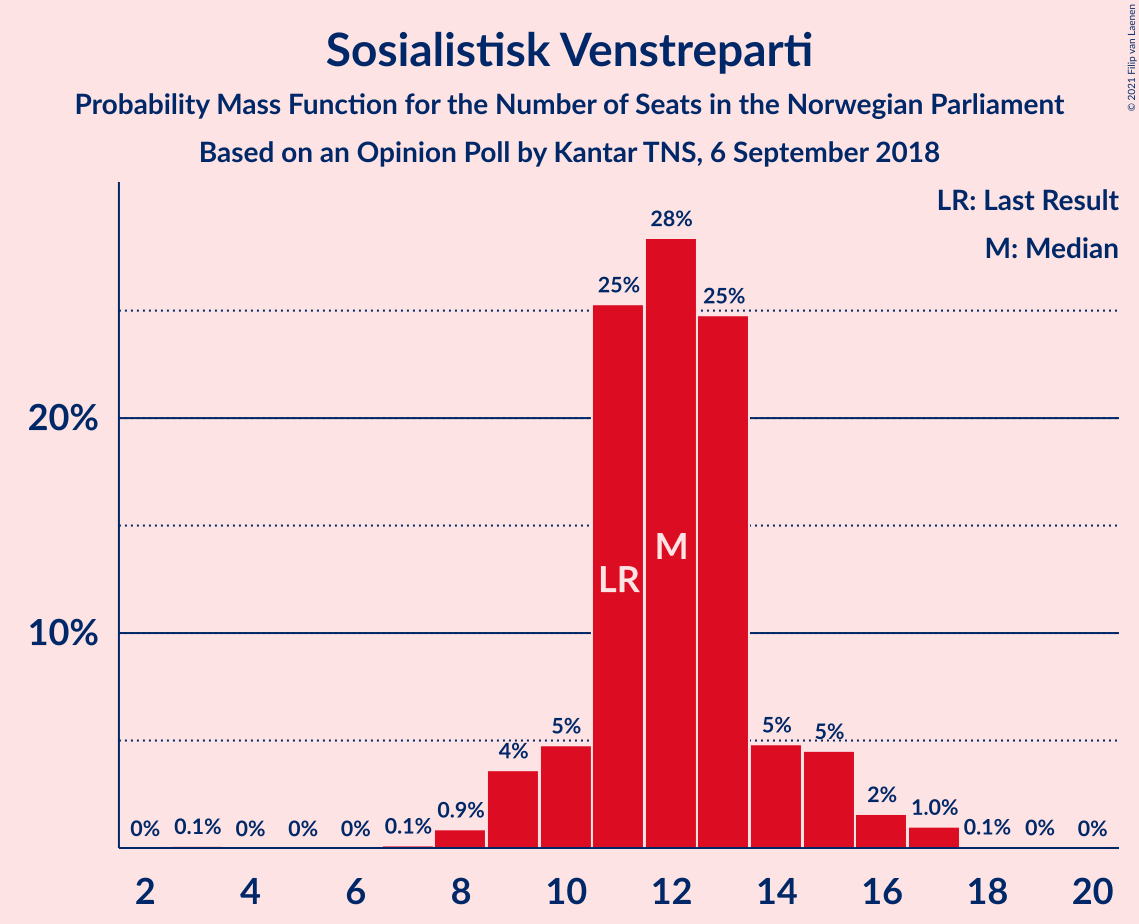 Sosialistisk Venstreparti
Probability Mass Function for the Number of Seats in the Norwegian Parliament
Based on an Opinion Poll by Kantar TNS, 6 September 2018
© 2021 Filip van Laenen
LR: Last Result
M: Median
20%
10%
0% 0.1% 0% 0% 0% 0.1% 0.9% 4% 5% 25% 28% 25% 5% 5% 2% 1.0% 0.1% 0% 0%
LR M
2 4 6 8 10 12 14 16 18 20